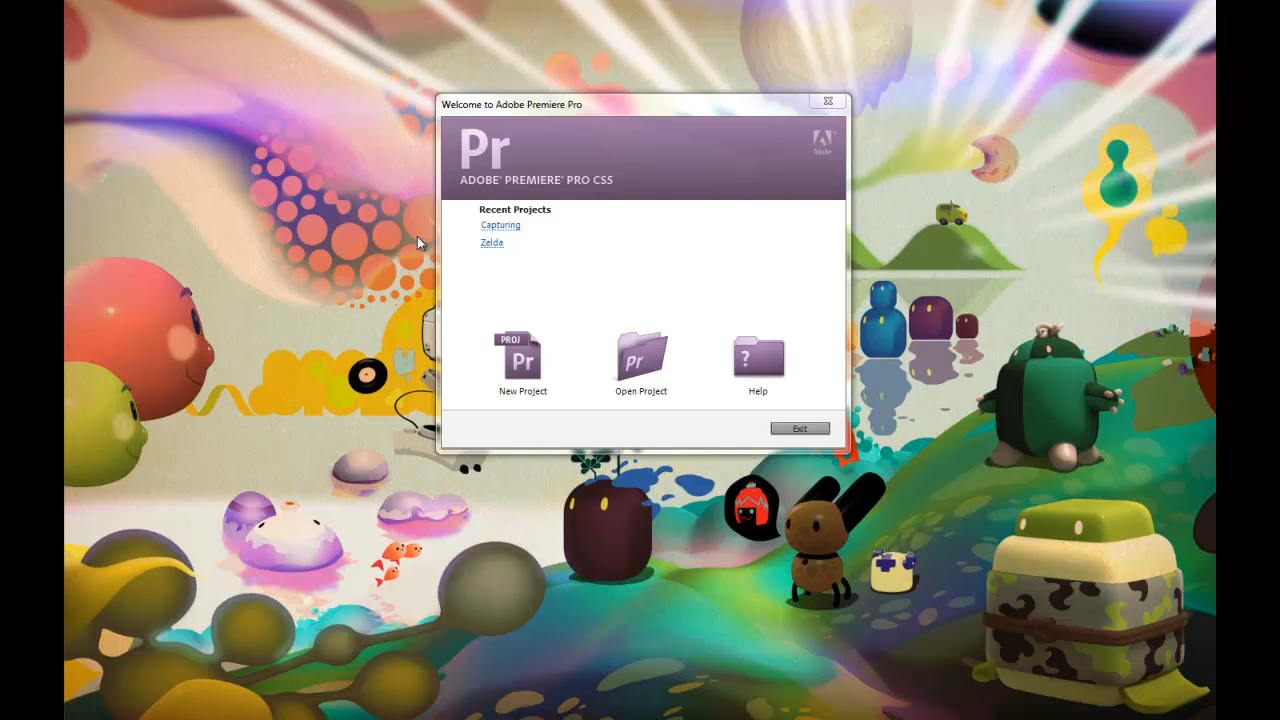 Welcome to Adobe Premiere Pro
Pr
Adobe
ADOBE® PREMIERE® PRO CS5
Recent Projects
Capturing
Zelda
PROJ
Pr
Pr
?
New Project
Open Project
Help
Exit